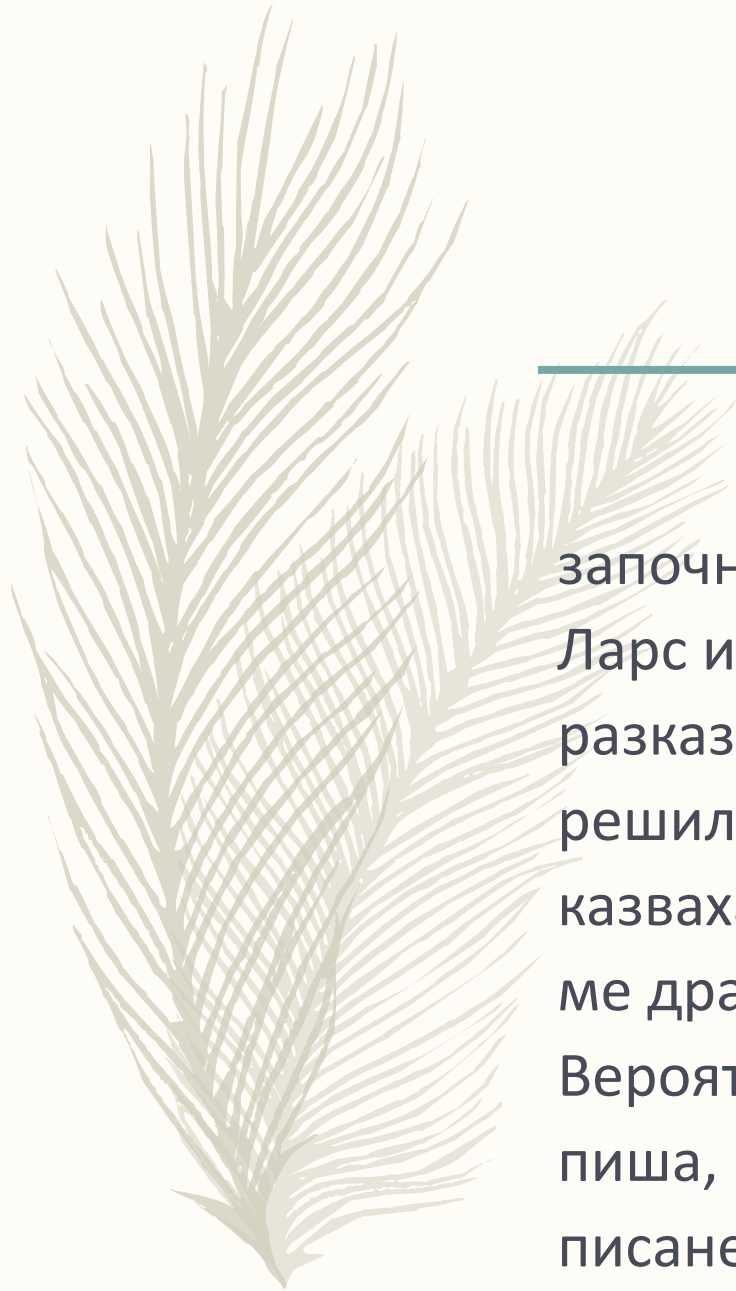 започн
Ларс и
разказ
решил
казвах
ме дра
Вероят
пиша,
писане